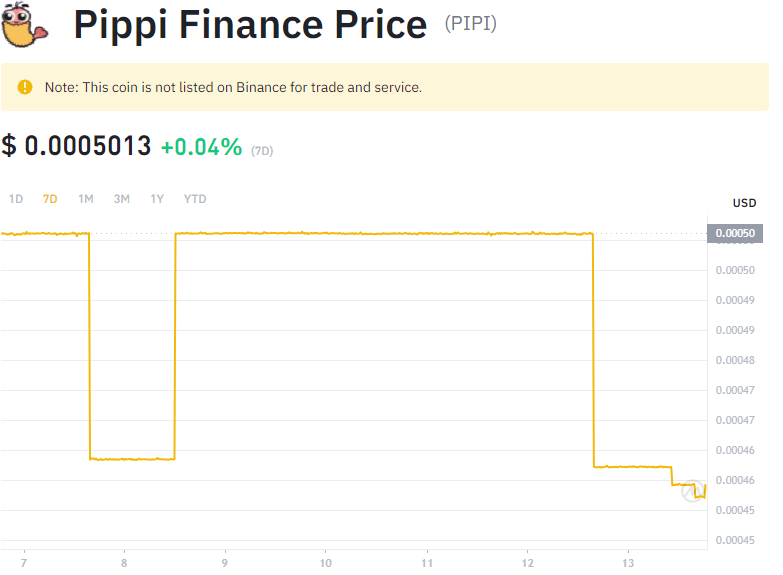 Pippi Finance Price (PIPI)
Note: This coin is not listed on Binance for trade and service.
$ 0.0005013 +0.04% (7D)
1D 7D 1M 3M 1Y YTD
USD
0.00050
0.00050
0.00049
0.00049
0.00048
0.00047
0.00047
0.00046
0.00046
0.00045
0.00045
7 8 9 10 11 12 13